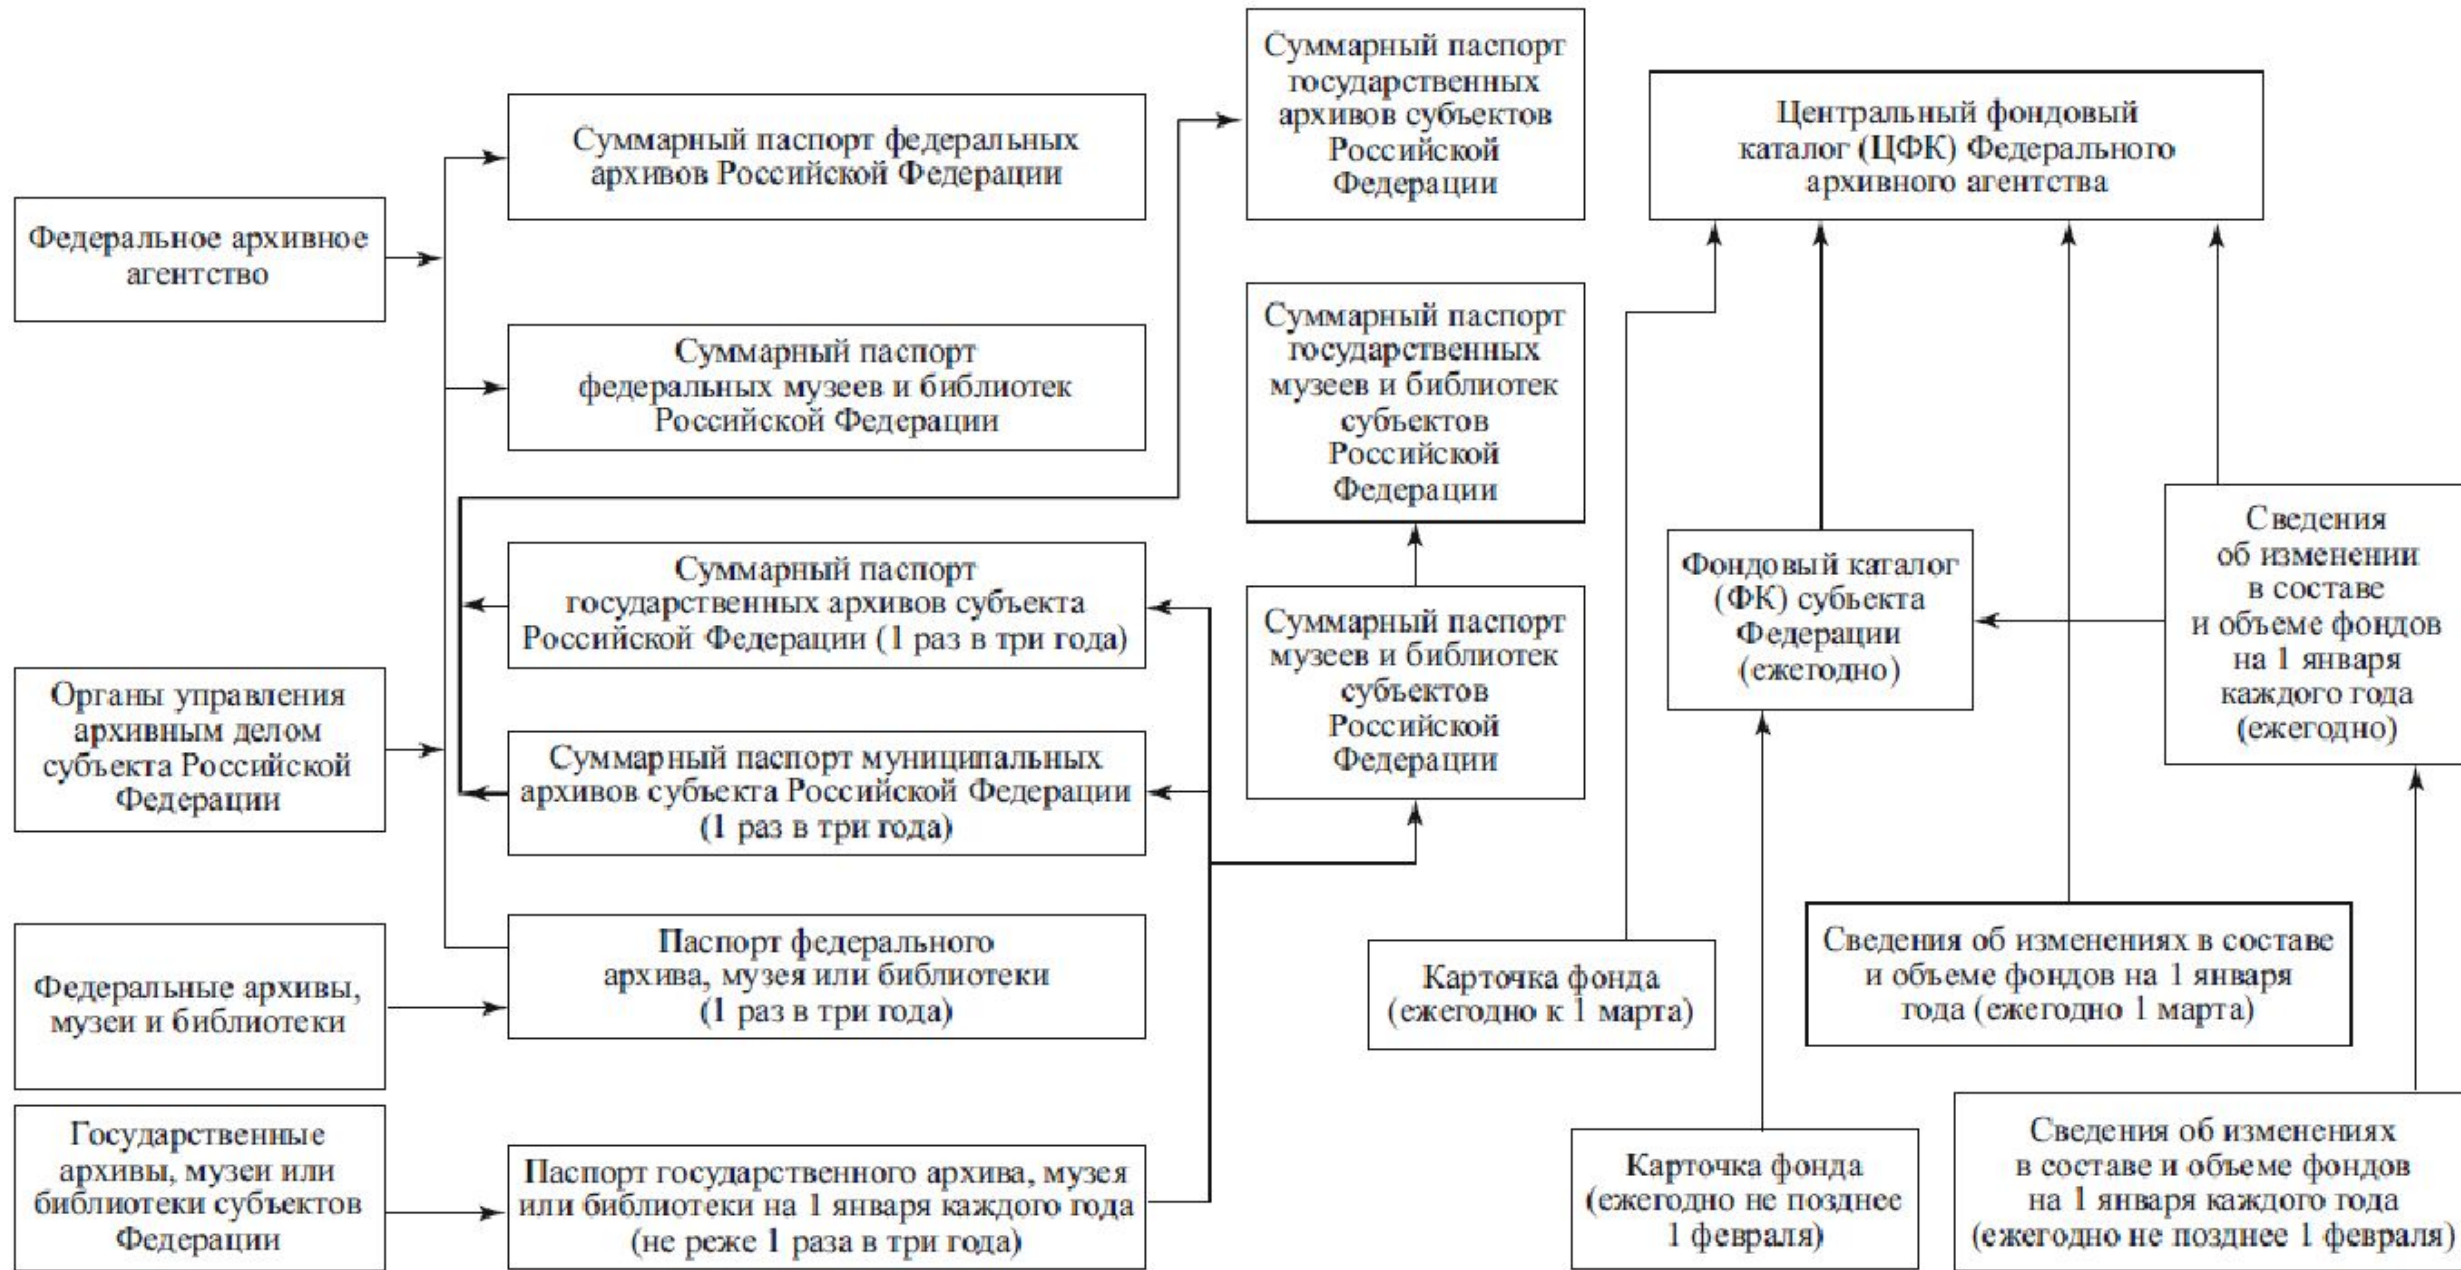 Федеральное архивное
агентство
Органы управления
архивным делом
субъекта Российской
Федерации
Федеральные архивы,
музеи и библиотеки
Государственные
архивы, музеи или
библиотеки субъектов
Федерации
Суммарный паспорт федеральных
архивов Российской Федерации
Суммарный паспорт
федеральных музеев и библиотек
Российской Федерации
Суммарный паспорт
государственных архивов субъекта
Российской Федерации (1 раз в три года)
Суммарный паспорт муниципальных
архивов субъекта Российской Федерации
(1 раз в три года)
Паспорт федерального
архива, музея или библиотеки
(1 раз в три года)
Паспорт государственного архива, музея
или библиотеки на 1 января каждого года
(не реже 1 раза в три года)
Суммарный паспорт
государственных
архивов субъектов
Российской
Федерации
Суммарный паспорт
государственных
музеев и библиотек
субъектов
Российской
Федерации
Суммарный паспорт
музеев и библиотек
субъектов
Российской
Федерации
Центральный фондовый
каталог (ЦФК) Федерального
архивного агентства
Фондовый каталог
(ФК) субьекта
Федерации
(ежегодно)
Сведения
об изменении
в составе
и объеме фондов
на 1 января
каждого года
(ежегодно)
Карточка фонда
(ежегодно к 1 марта)
Сведения об изменениях в составе
и объеме фондов на 1 января
года (ежегодно 1 марта)
Карточка фонда
(ежегодно не позднее
1 февраля)
Сведения об изменениях
в составе и объеме фондов
на 1 января каждого года
(ежегодно не позднее 1 февраля)